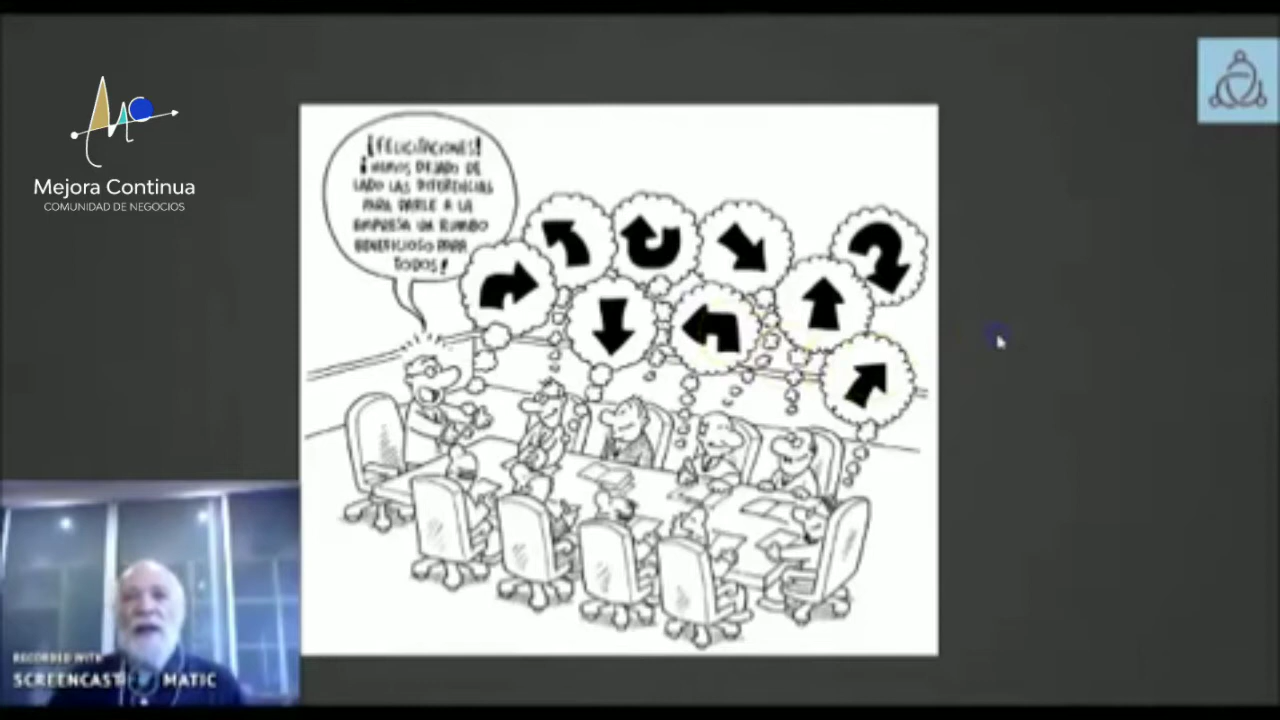 Mejora Continua
COMUNIDAD DE NEGOCIOS
¡FELICITACIONES!
¡HEMOS DEJADO DE
LADO LAS DIFERENCIAS
PARA DARLE A LA
EMPRESA UN RUMBO
BENEFICIOSO PARA
TODOS!
RECORDED WITH
SCREENCAST MATIC